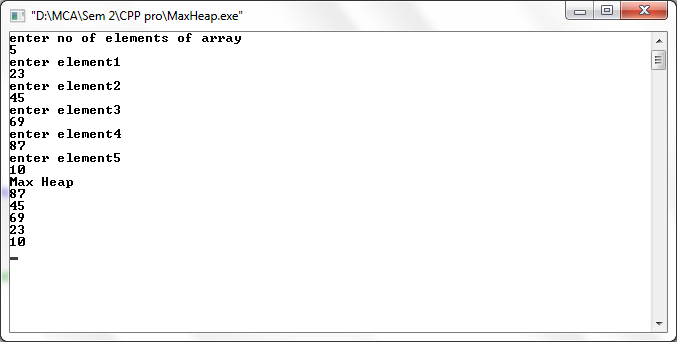 "D:\MCA\Sem 2\CPP pro\MaxHeap.exe"
enter no of elements of array
5
enter element1
23
enter element2
45
enter element3
69
enter element4
87
enter element5
10
Max Heap
87
45
69
23
10